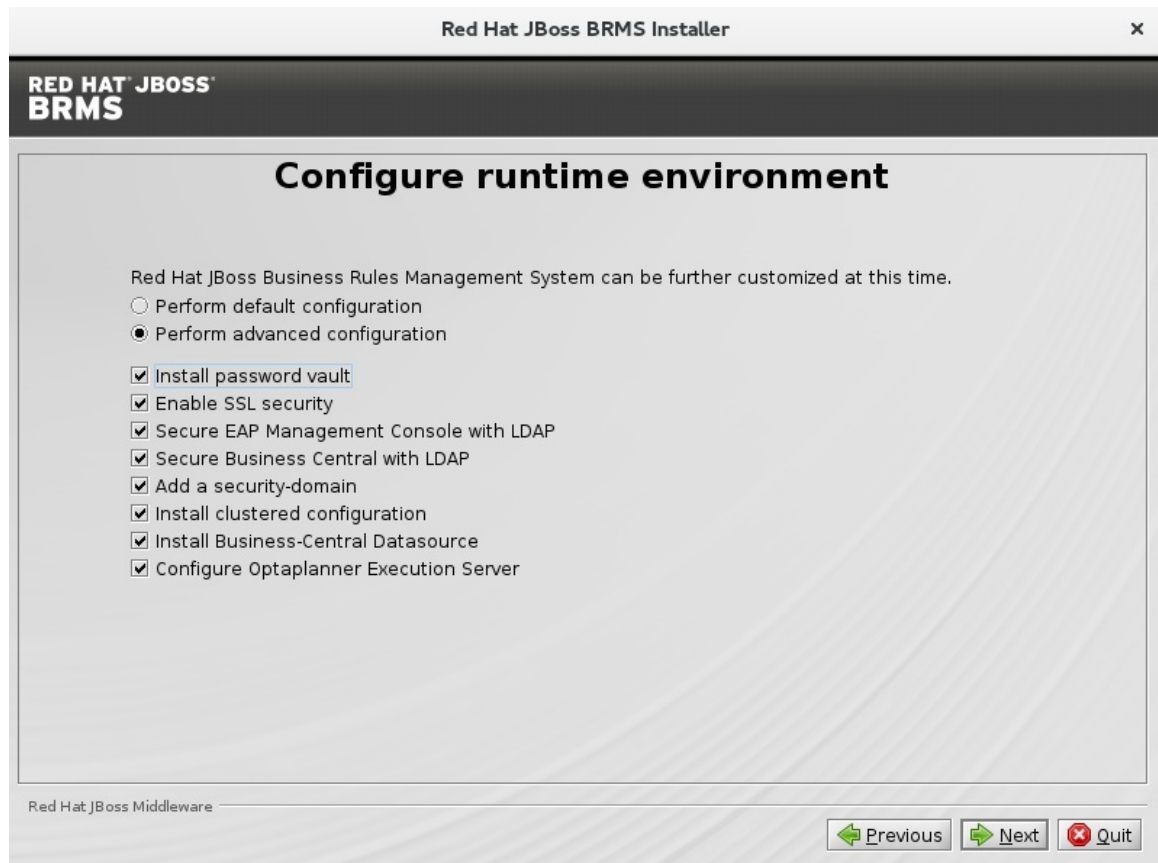 Red Hat JBoss BRMS Installer
RED HAT® JBOSS®
BRMS
Configure runtime environment
Red Hat JBoss Business Rules Management System can be further customized at this time.
Perform default configuration
Perform advanced configuration
Install password vault
Enable SSL security
Secure EAP Management Console with LDAP
Secure Business Central with LDAP
Add a security-domain
Install clustered configuration
Install Business-Central Datasource
Configure Optaplanner Execution Server
Red Hat JBoss Middleware
Previous Next Quit